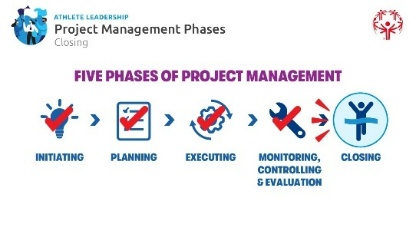 ATHLETE LEADERSHIP
Project Management Phases
Closing
FIVE PHASES OF PROJECT MANAGEMENT
INITIATING
PLANNING
EXECUTING
MONITORING,
CONTROLLING
& EVALUATION
CLOSING